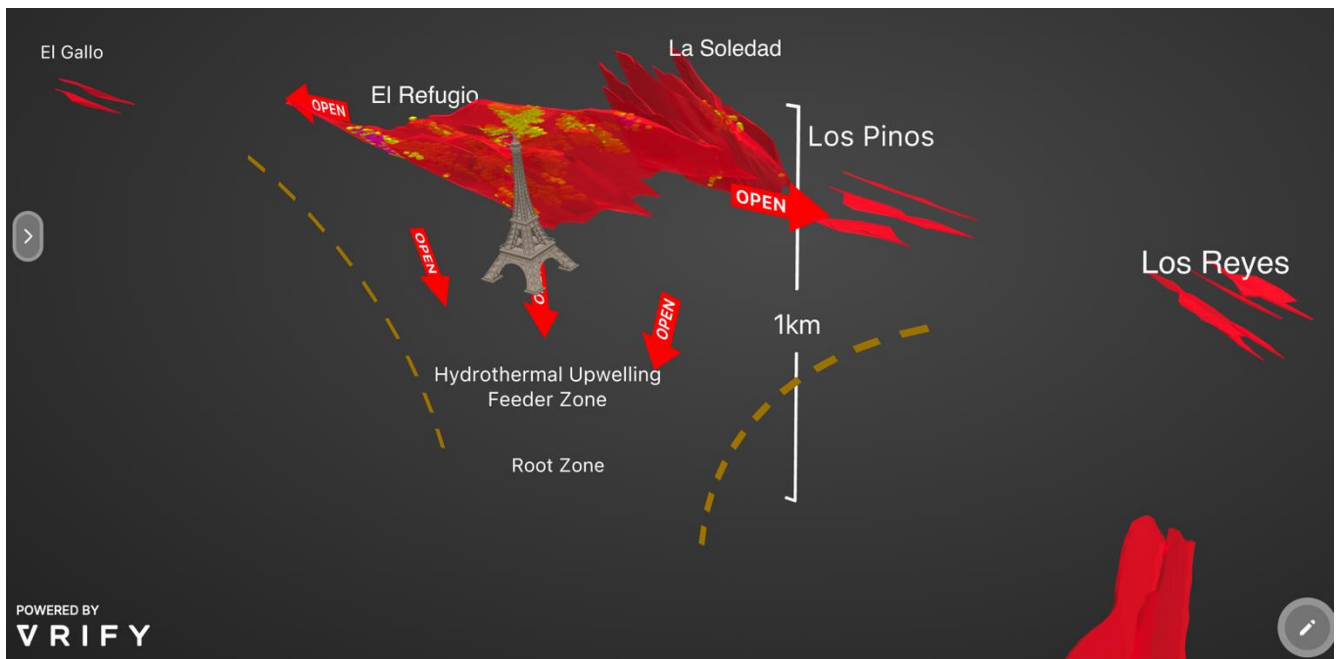 El Gallo
La Soledad
El Refugio
OPEN
Los Pinos
OPEN
OPEN
OPEN
Los Reyes
1km
Hydrothermal Upwelling
Feeder Zone
Root Zone
POWERED BY
VRIFY